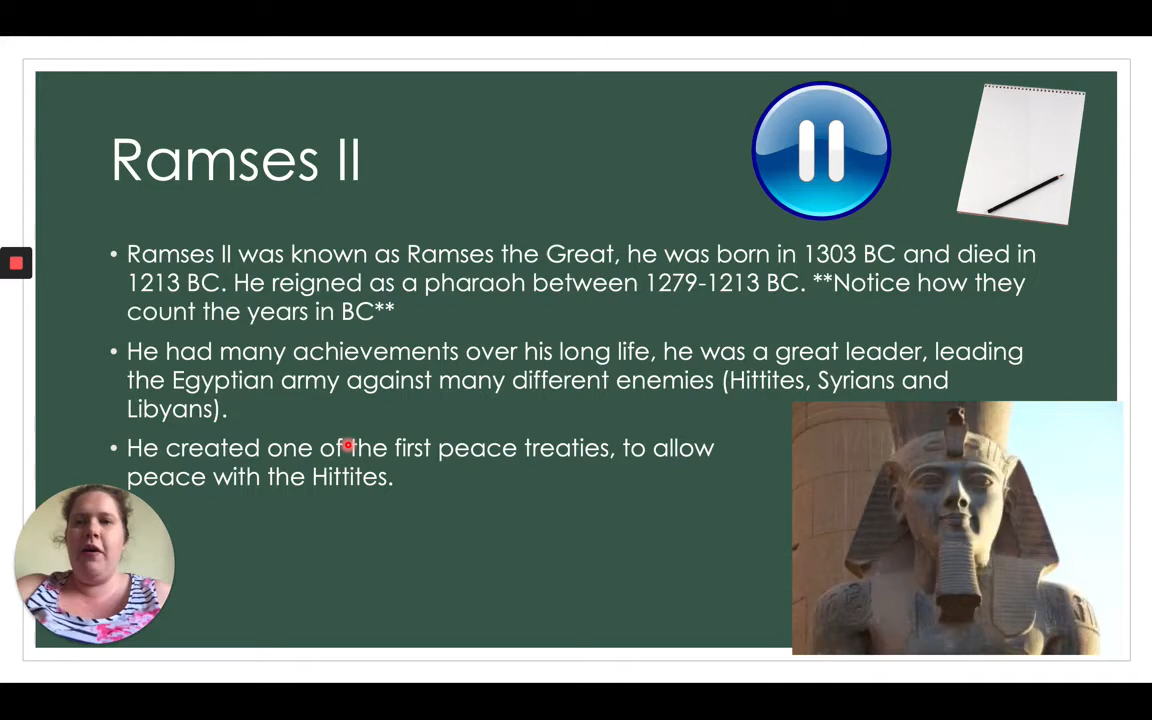 Ramses II
• Ramses II was known as Ramses the Great, he was born in 1303 BC and died in
1213 BC. He reigned as a pharaoh between 1279-1213 BC. **Notice how they
count the years in BC**
• He had many achievements over his long life, he was a great leader, leading
the Egyptian army against many different enemies (Hittites, Syrians and
Libyans).
• He created one of the first peace treaties, to allow
peace with the Hittites.